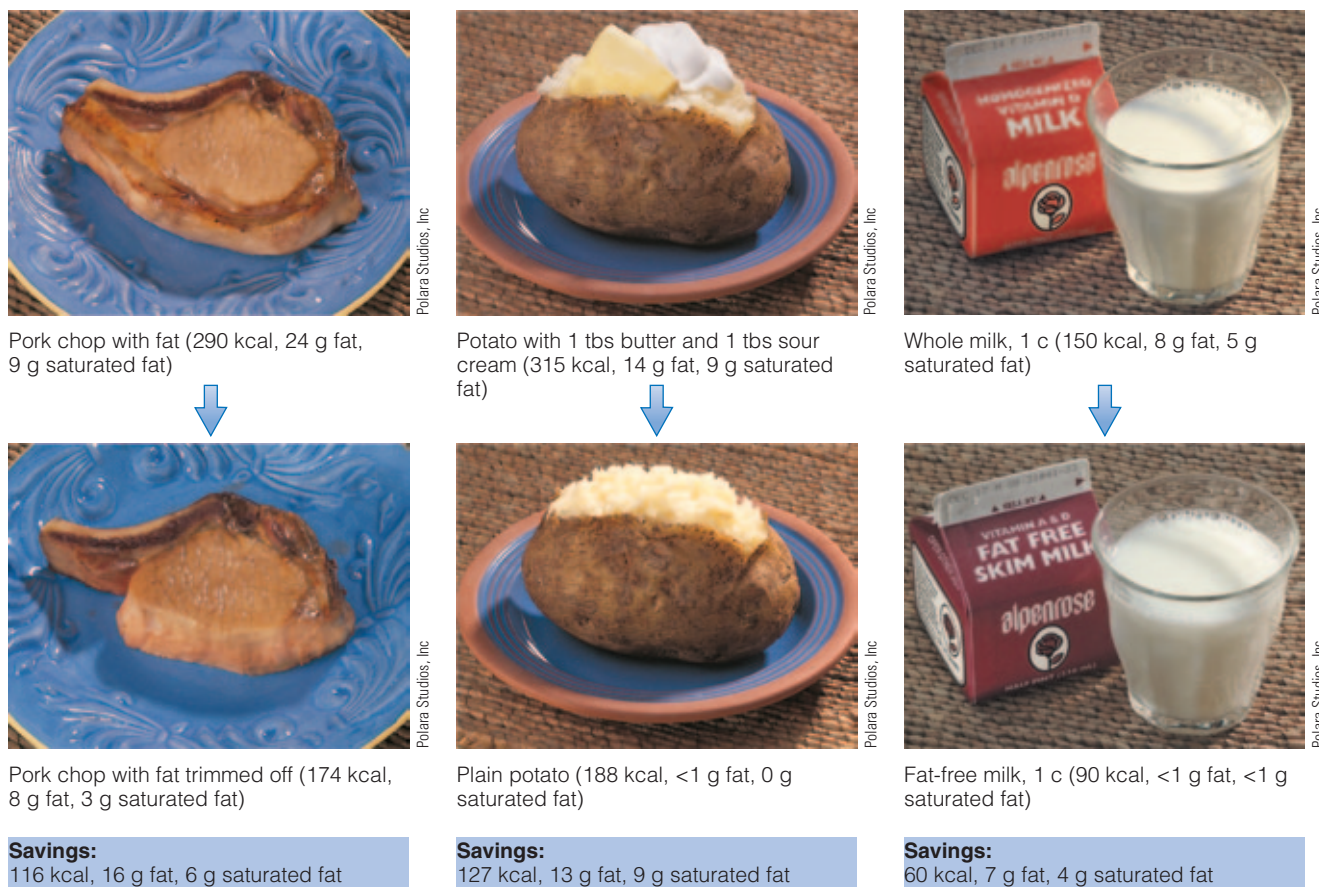 HOMOGENIZED
VITAMIN D
MILK
alpenrose
Polara Studios, Inc
Polara Studios, Inc
Polara Studios, Inc
Pork chop with fat (290 kcal, 24 g fat,
9 g saturated fat)
Potato with 1 tbs butter and 1 tbs sour
cream (315 kcal, 14 g fat, 9 g saturated
fat)
Whole milk, 1 c (150 kcal, 8 g fat, 5 g
saturated fat)
VITAMIN A & D
FAT FREE
SKIM MILK
alpenrose
Polara Studios, Inc
Polara Studios, Inc
Polara Studios, Inc
Pork chop with fat trimmed off (174 kcal,
8 g fat, 3 g saturated fat)
Plain potato (188 kcal, <1 g fat, 0 g
saturated fat)
Fat-free milk, 1 c (90 kcal, <1 g fat, <1 g
saturated fat)
Savings:
116 kcal, 16 g fat, 6 g saturated fat
Savings:
127 kcal, 13 g fat, 9 g saturated fat
Savings:
60 kcal, 7 g fat, 4 g saturated fat